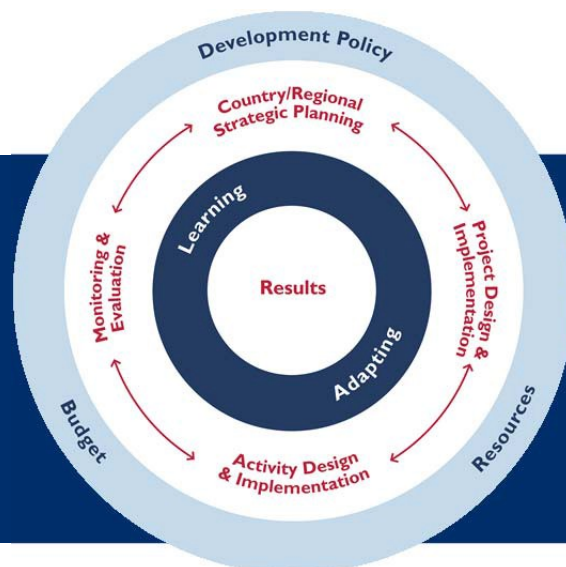 Development Policy
Country/Regional
Strategic Planning
Learning
Monitoring &
Evaluation
Results
Project Design &
Implementation
Adapting
Budget
Resources
Activity Design
& Implementation